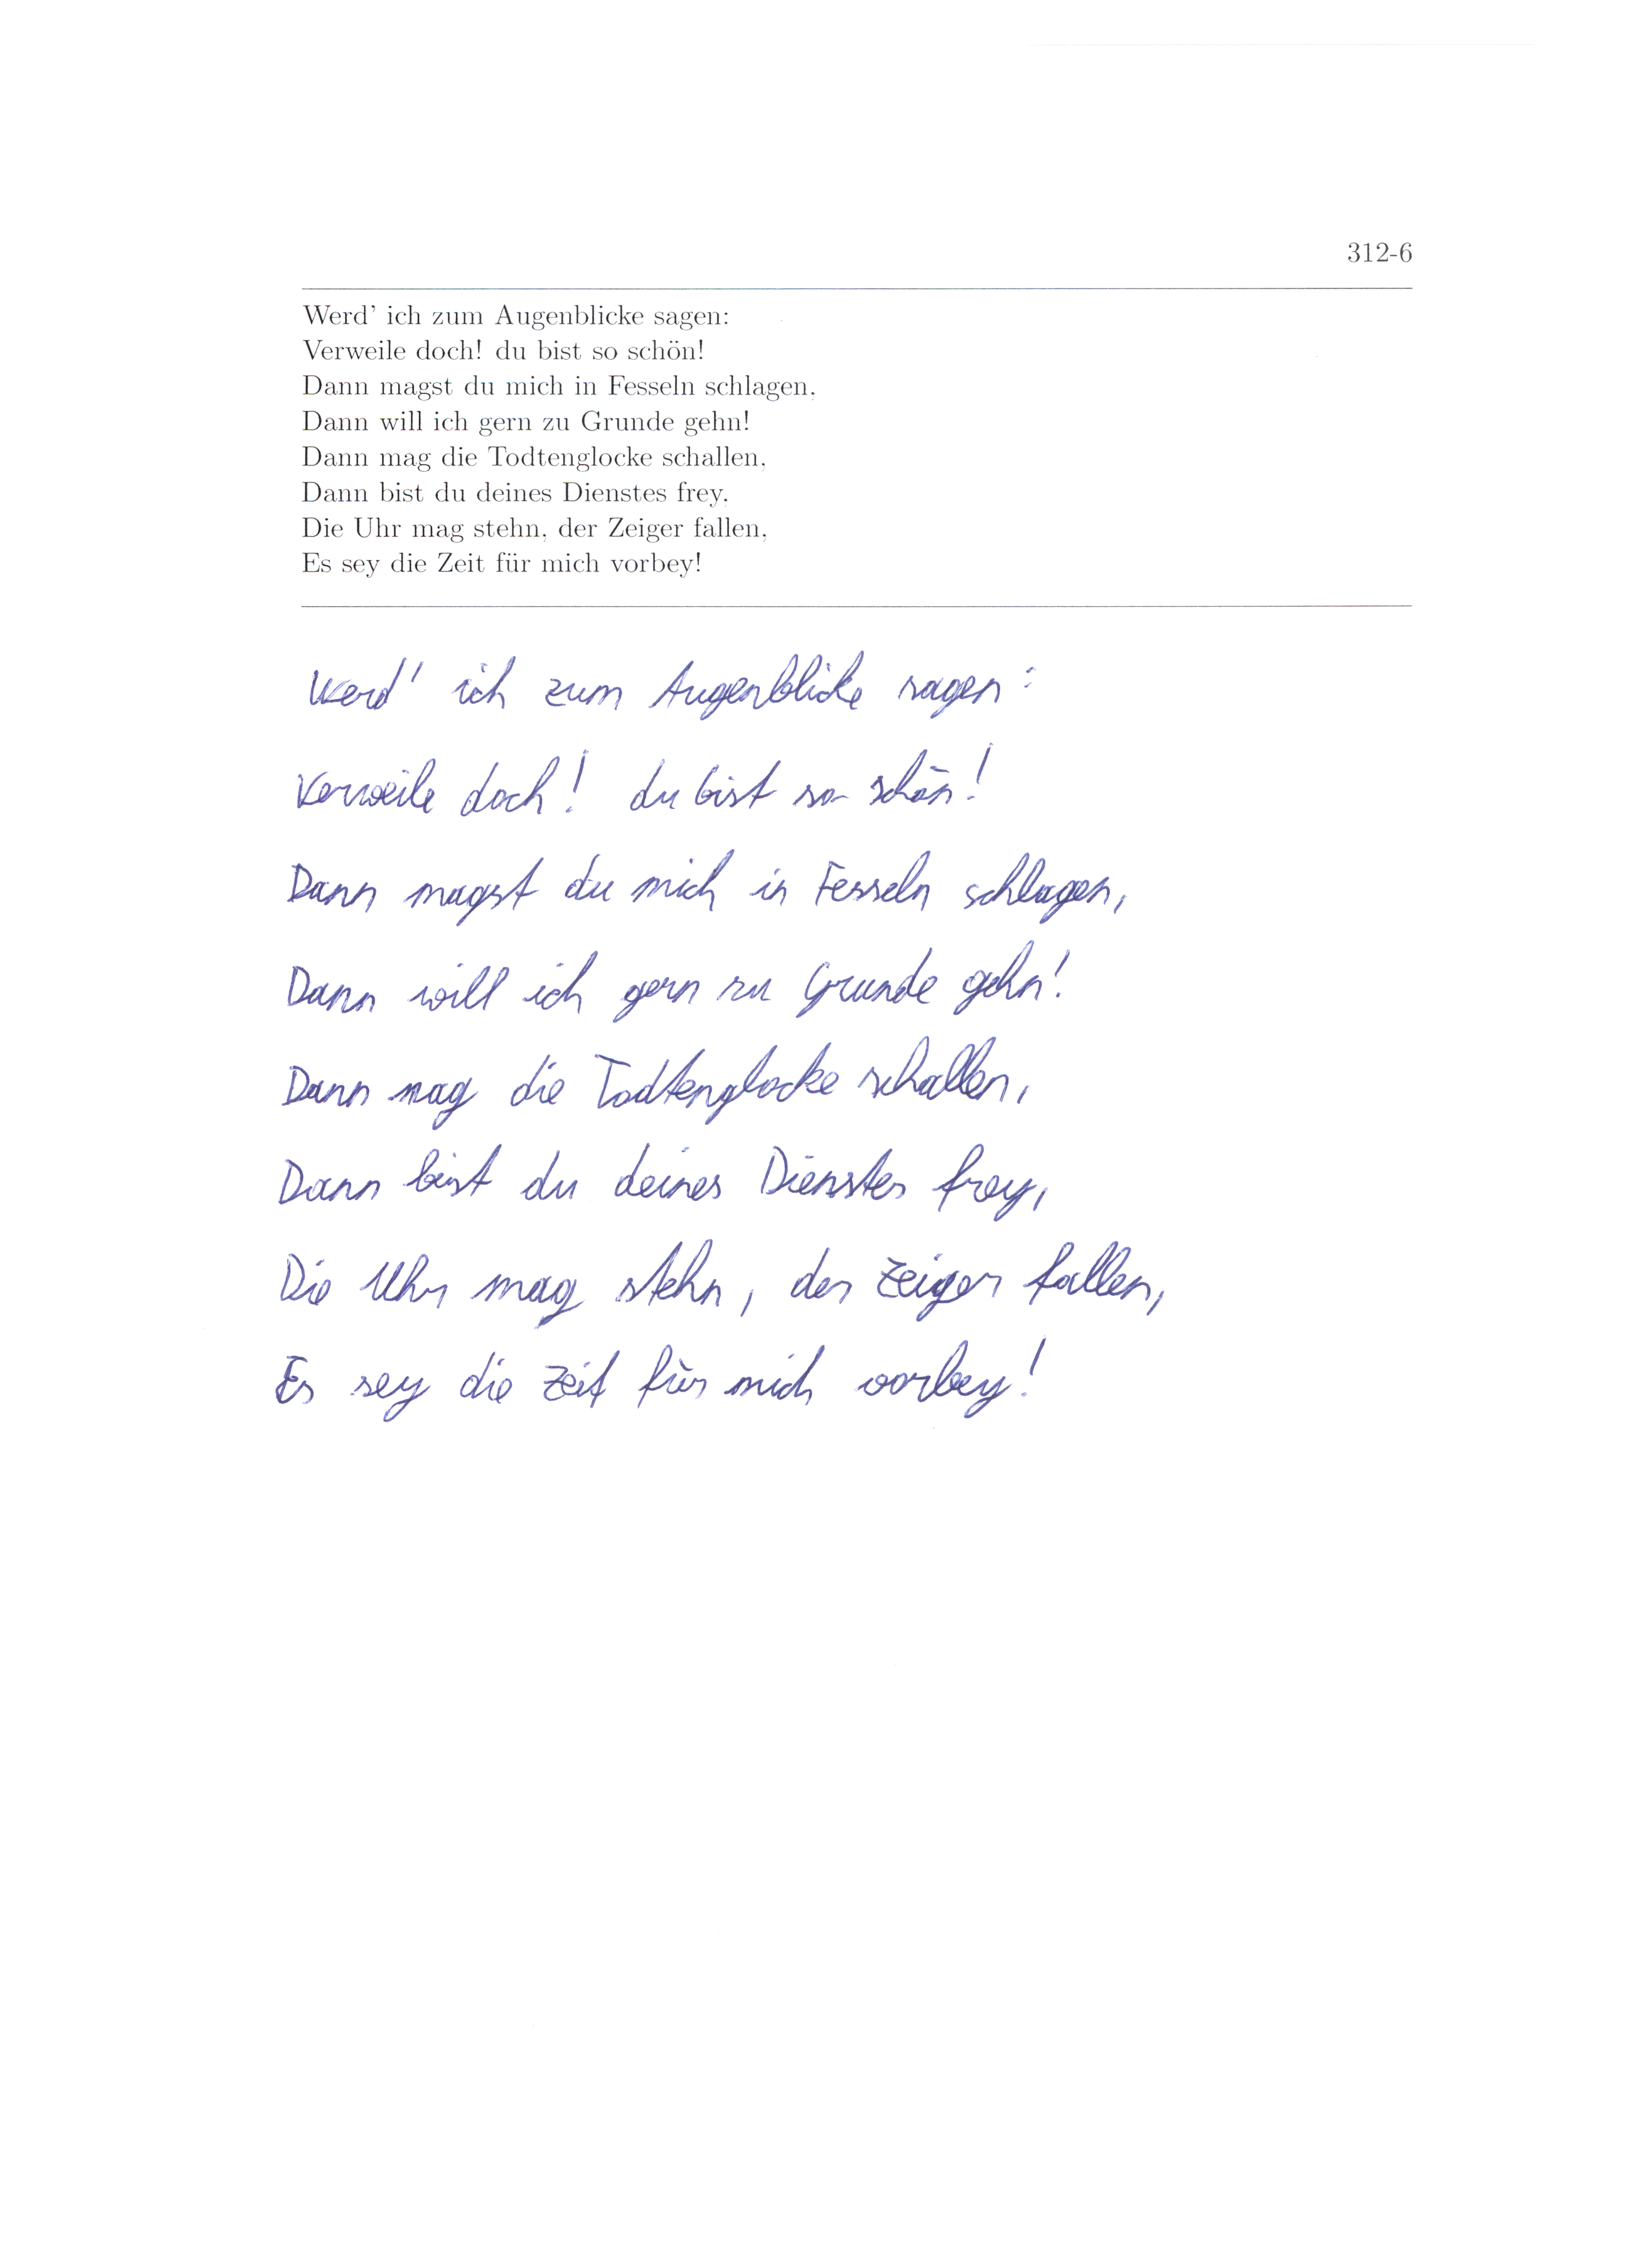 312-6
Werd' ich zum Augenblicke sagen:
Verweile doch! du bist so schön!
Dann magst du mich in Fesseln schlagen,
Dann will ich gern zu Grunde gehn!
Dann mag die Todtenglocke schallen,
Dann bist du deines Dienstes frey.
Die Uhr mag stehn, der Zeiger fallen,
Es sey die Zeit für mich vorbey!
Werd' ich zum Augenblicke sagen:
Verweile doch! du bist so schön!
Dann magst du mich in Fesseln schlagen,
Dann will ich gern zu Grunde gehn!
Dann mag die Todtenglocke schallen,
Dann bist du deines Dienstes frey,
Die Uhr mag stehn, der Zeiger fallen,
Es sey die Zeit für mich vorbey!